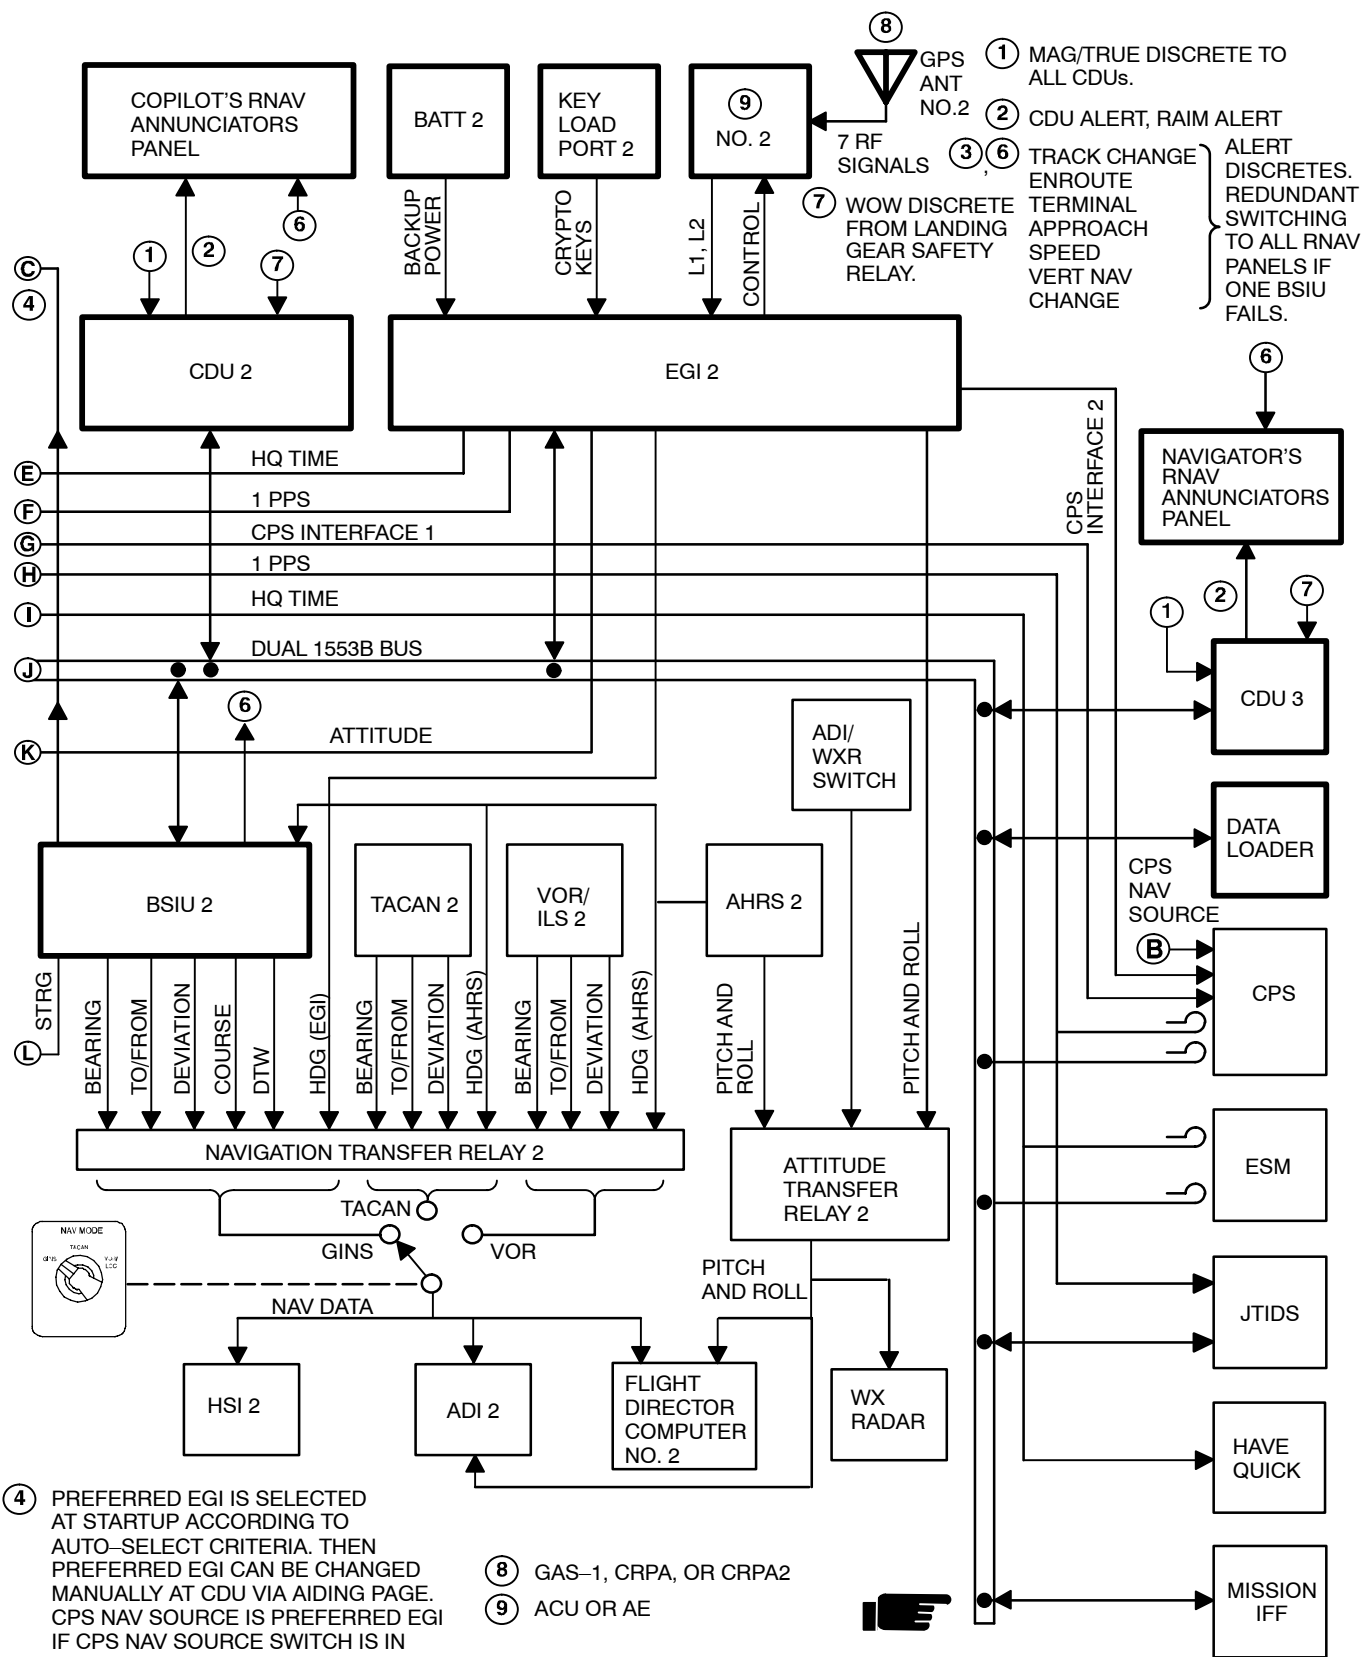 8
GPS
ANT
NO.2
1 MAG/TRUE DISCRETE TO
ALL CDUs.
2 CDU ALERT, RAIM ALERT
3, 6 TRACK CHANGE
ENROUTE
TERMINAL
APPROACH
SPEED
VERT NAV
CHANGE
ALERT
DISCRETES.
REDUNDANT
SWITCHING
TO ALL RNAV
PANELS IF
ONE BSIU
FAILS.
7 WOW DISCRETE
FROM LANDING
GEAR SAFETY
RELAY.
COPILOT'S RNAV
ANNUNCIATORS
PANEL
BATT 2
KEY
LOAD
PORT 2
9
NO. 2
7 RF
SIGNALS
1
2
6
7
BACKUP
POWER
CRYPTO
KEYS
L1, L2
CONTROL
C
4
CDU 2
EGI 2
6
CPS
INTERFACE 2
NAVIGATOR'S
RNAV
ANNUNCIATORS
PANEL
E
HQ TIME
F
1 PPS
G
CPS INTERFACE 1
H
1 PPS
I
HQ TIME
J
DUAL 1553B BUS
K
ATTITUDE
6
1
2
7
CDU 3
ADI/
WXR
SWITCH
DATA
LOADER
BSIU 2
TACAN 2
VOR/
ILS 2
AHRS 2
CPS
NAV
SOURCE
B
CPS
L
STRG
BEARING
TO/FROM
DEVIATION
COURSE
DTW
HDG (EGI)
BEARING
TO/FROM
DEVIATION
HDG (AHRS)
BEARING
TO/FROM
DEVIATION
HDG (AHRS)
PITCH AND
ROLL
PITCH AND ROLL
NAVIGATION TRANSFER RELAY 2
ATTITUDE
TRANSFER
RELAY 2
ESM
TACAN
GINS
VOR
NAV MODE
TACAN
GINS
VOR/
LOC
NAV DATA
PITCH
AND ROLL
JTIDS
HSI 2
ADI 2
FLIGHT
DIRECTOR
COMPUTER
NO. 2
WX
RADAR
HAVE
QUICK
4 PREFERRED EGI IS SELECTED
AT STARTUP ACCORDING TO
AUTO–SELECT CRITERIA. THEN
PREFERRED EGI CAN BE CHANGED
MANUALLY AT CDU VIA AIDING PAGE.
CPS NAV SOURCE IS PREFERRED EGI
IF CPS NAV SOURCE SWITCH IS IN
8 GAS–1, CRPA, OR CRPA2
9 ACU OR AE
MISSION
IFF